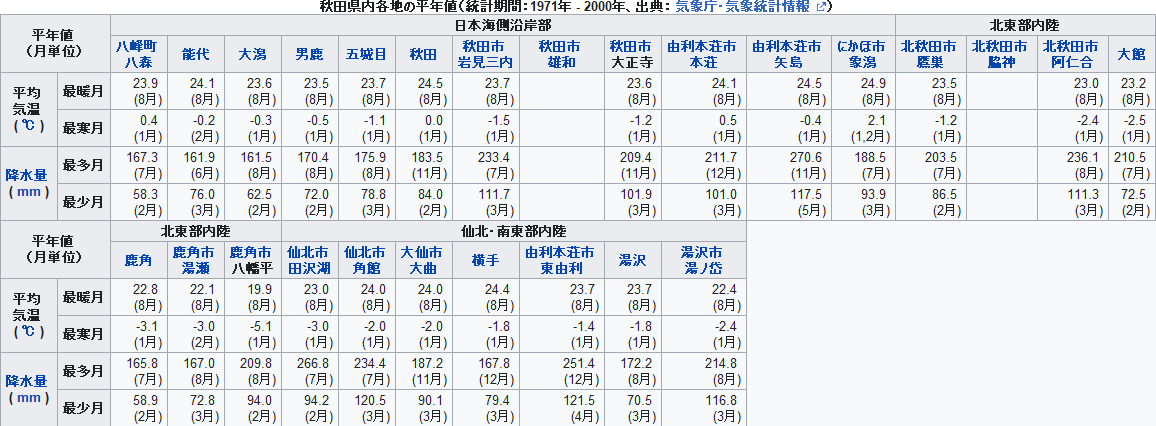 秋田県内各地の平年値(統計期間:1971年 - 2000年、出典: 気象庁・気象統計情報)
平年値
(月単位) 日本海側沿岸部 北東部内陸
八峰町
八森 能代 大潟 男鹿 五城目 秋田 秋田市
岩見三内 秋田市
雄和 秋田市
大正寺 由利本荘市
本荘 由利本荘市
矢島 にかほ市
象潟 北秋田市
鷹巣 北秋田市
脇神 北秋田市
阿仁合 大館
平均
気温
(℃) 最暖月 23.9
(8月) 24.1
(8月) 23.6
(8月) 23.5
(8月) 23.7
(8月) 24.5
(8月) 23.7
(8月) 23.6
(8月) 24.1
(8月) 24.5
(8月) 24.9
(8月) 23.5
(8月) 23.0
(8月) 23.2
(8月)
最寒月 0.4
(1月) -0.2
(2月) -0.3
(1月) -0.5
(1月) -1.1
(1月) 0.0
(1月) -1.5
(1月) -1.2
(1月) 0.5
(1月) -0.4
(1月) 2.1
(1,2月) -1.2
(1月) -2.4
(1月) -2.5
(1月)
降水量
(mm) 最多月 167.3
(7月) 161.9
(6月) 161.5
(8月) 170.4
(8月) 175.9
(8月) 183.5
(11月) 233.4
(7月) 209.4
(11月) 211.7
(12月) 270.6
(11月) 188.5
(7月) 203.5
(7月) 236.1
(8月) 210.5
(7月)
最少月 58.3
(2月) 76.0
(3月) 62.5
(2月) 72.0
(2月) 78.8
(3月) 84.0
(2月) 111.7
(3月) 101.9
(3月) 101.0
(3月) 117.5
(5月) 93.9
(3月) 86.5
(2月) 111.3
(3月) 72.5
(2月)
平年値
(月単位) 北東部内陸 仙北・南東部内陸
鹿角 鹿角市
湯瀬 鹿角市
八幡平 仙北市
田沢湖 仙北市
角館 大仙市
大曲 横手 由利本荘市
東由利 湯沢 湯沢市
湯ノ岱
平均
気温
(℃) 最暖月 22.8
(8月) 22.1
(8月) 19.9
(8月) 23.0
(8月) 24.0
(8月) 24.0
(8月) 24.4
(8月) 23.7
(8月) 23.7
(8月) 22.4
(8月)
最寒月 -3.1
(1月) -3.0
(2月) -5.1
(1月) -3.0
(1月) -2.0
(1月) -2.0
(1月) -1.8
(1月) -1.4
(1月) -1.8
(1月) -2.4
(1月)
降水量
(mm) 最多月 165.8
(7月) 167.0
(8月) 209.8
(8月) 266.8
(7月) 234.4
(7月) 187.2
(11月) 167.8
(12月) 251.4
(12月) 172.2
(8月) 214.8
(8月)
最少月 58.9
(2月) 72.8
(3月) 94.0
(2月) 94.2
(2月) 120.5
(3月) 90.1
(3月) 79.4
(3月) 121.5
(4月) 70.5
(3月) 116.8
(3月)